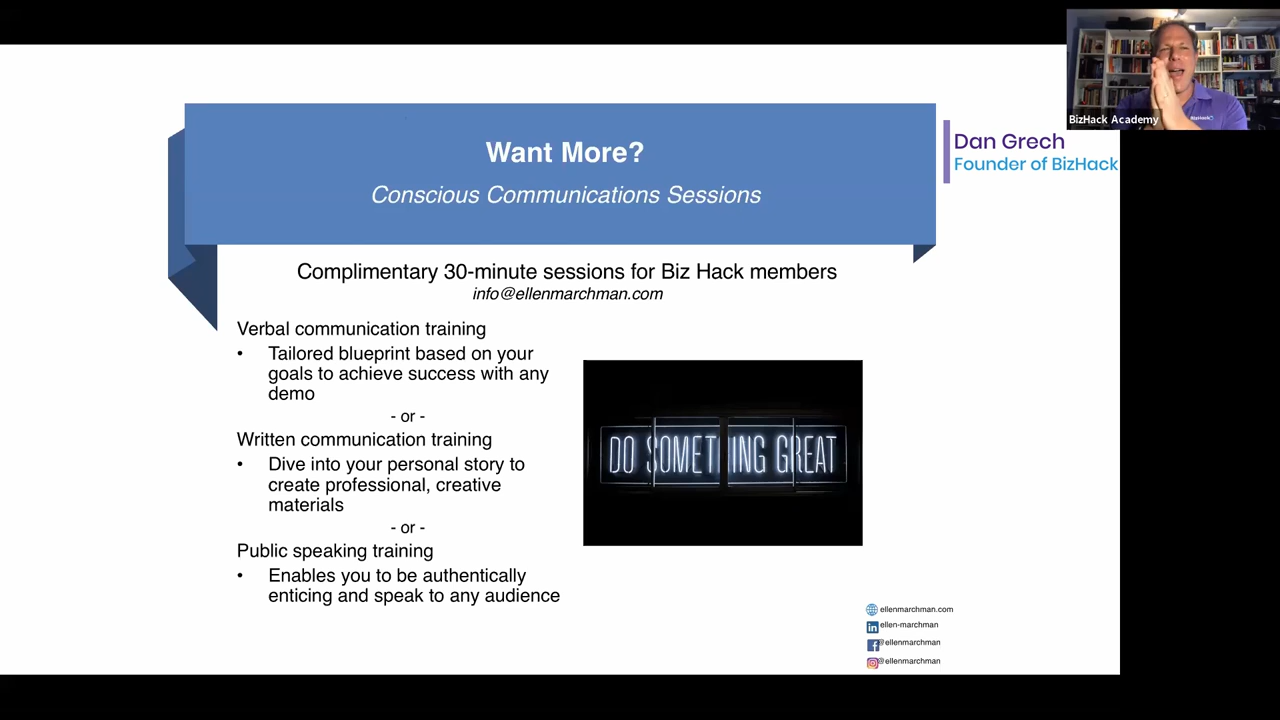 Want More?
Conscious Communications Sessions
BizHack Academy
Dan Grech
Founder of BizHack
Complimentary 30-minute sessions for Biz Hack members
info@ellenmarchman.com
Verbal communication training
• Tailored blueprint based on your
goals to achieve success with any
demo
- or -
Written communication training
• Dive into your personal story to
create professional, creative
materials
- or -
Public speaking training
• Enables you to be authentically
enticing and speak to any audience
DO SOMETHING GREAT
ellenmarchman.com
in ellen-marchman
f @ellenmarchman
@ellenmarchman
BizHack